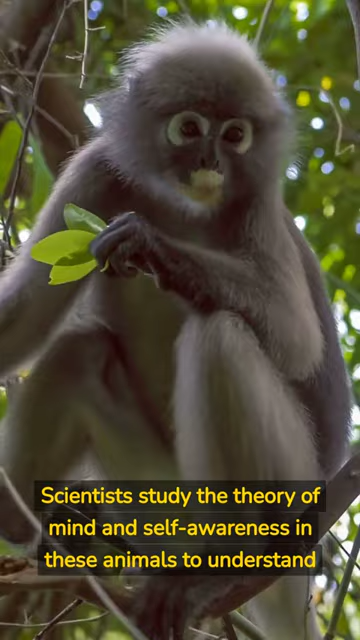 Scientists study the theory of
mind and self-awareness in
these animals to understand